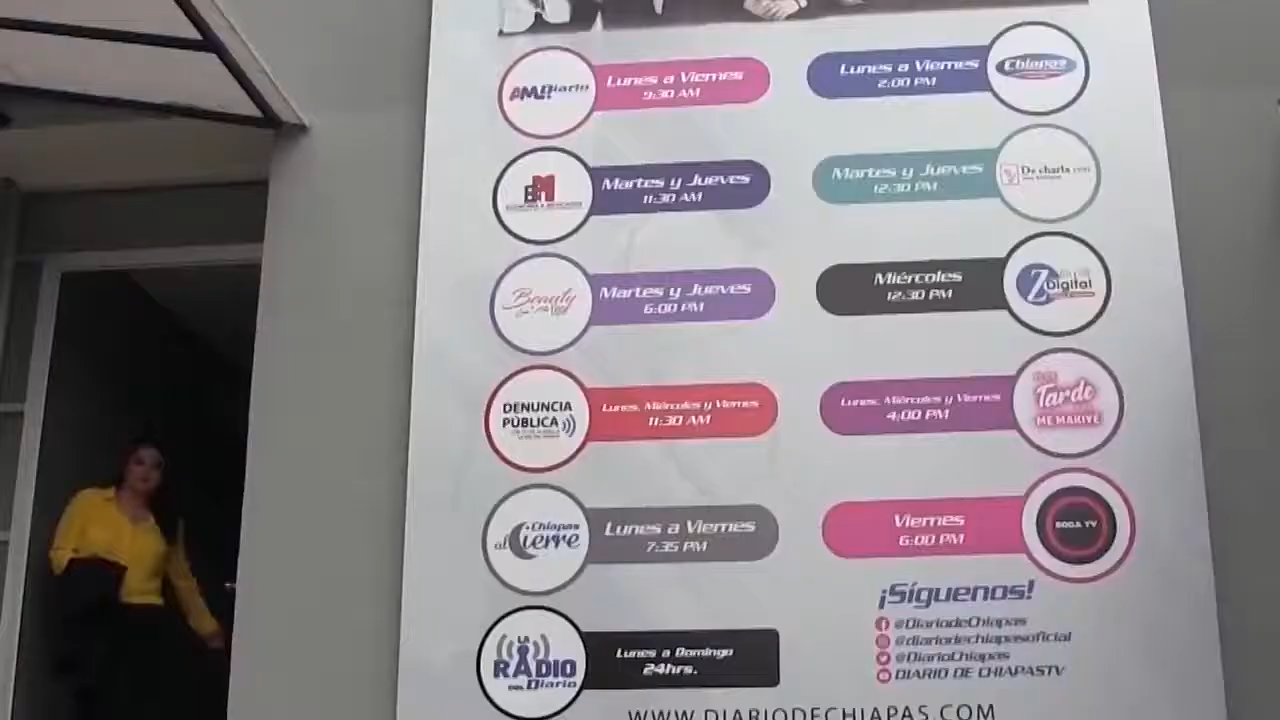 AM Diario
Lunes a Viernes
9:30 AM
EM
Martes y Jueves
11:30 AM
Beauty
Martes y Jueves
6:00 PM
DENUNCIA
PÚBLICA
Lunes, Miércoles y Viernes
11:30 AM
Chiapas
al Cierre
Lunes a Viernes
7:35 PM
LA
RADIO
DEL Diario
Lunes a Domingo
24hrs.
Lunes a Viernes
2:00 PM
Chiapas
Martes y Jueves
12:30 PM
De charla con
Miércoles
12:30 PM
Z Digital
Lunes, Miércoles y Viernes
4:00 PM
Tarde
ME MARIYE
Viernes
6:00 PM
BOGA TV
¡Síguenos!
@DiariodeChiapas
@diariodechiapasoficial
@DiarioChiapas
DIARIO DE CHIAPASTV
WWW.DIARIODECHIAPAS.COM